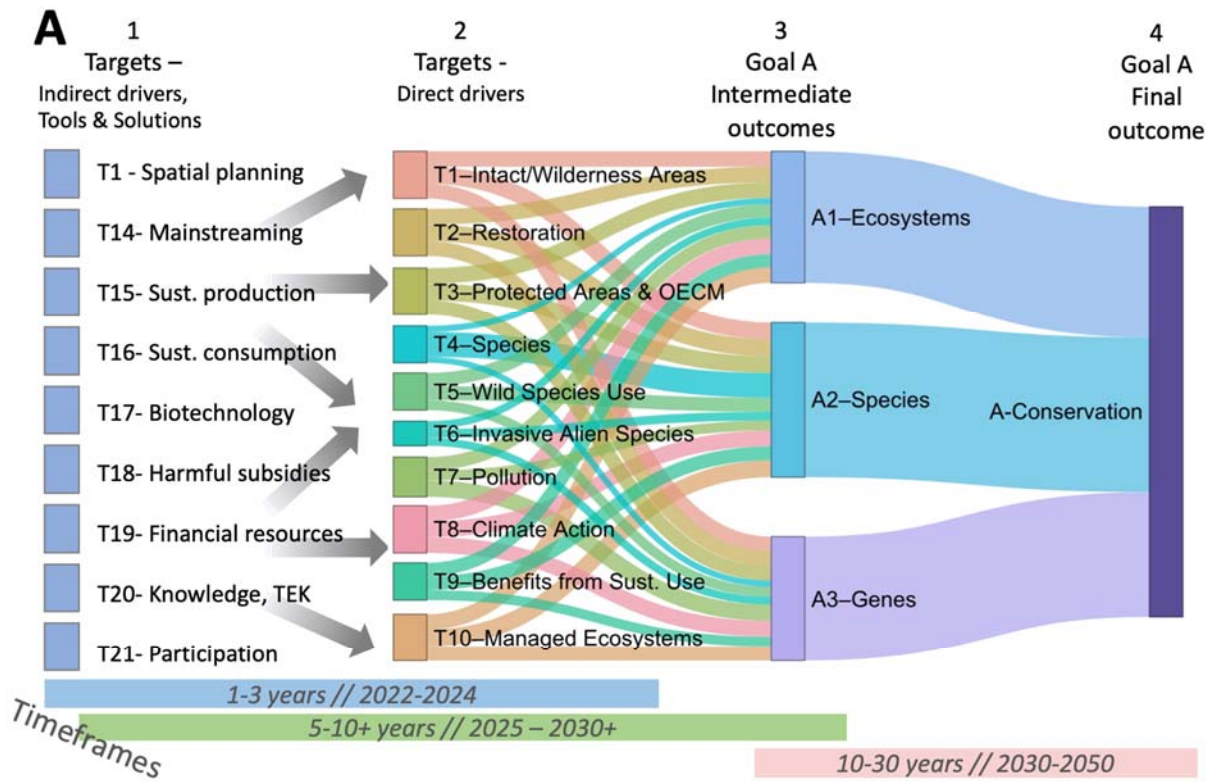 A
1
Targets –
Indirect drivers,
Tools & Solutions
T1 - Spatial planning
T14- Mainstreaming
T15- Sust. production
T16- Sust. consumption
T17- Biotechnology
T18- Harmful subsidies
T19- Financial resources
T20- Knowledge, TEK
T21- Participation
2
Targets -
Direct drivers
T1–Intact/Wilderness Areas
T2–Restoration
T3–Protected Areas & OECM
T4–Species
T5–Wild Species Use
T6–Invasive Alien Species
T7–Pollution
T8–Climate Action
T9–Benefits from Sust. Use
T10–Managed Ecosystems
3
Goal A
Intermediate
outcomes
A1–Ecosystems
A2–Species
A3–Genes
4
Goal A
Final
outcome
A-Conservation
Timeframes
1-3 years // 2022-2024
5-10+ years // 2025 – 2030+
10-30 years // 2030-2050